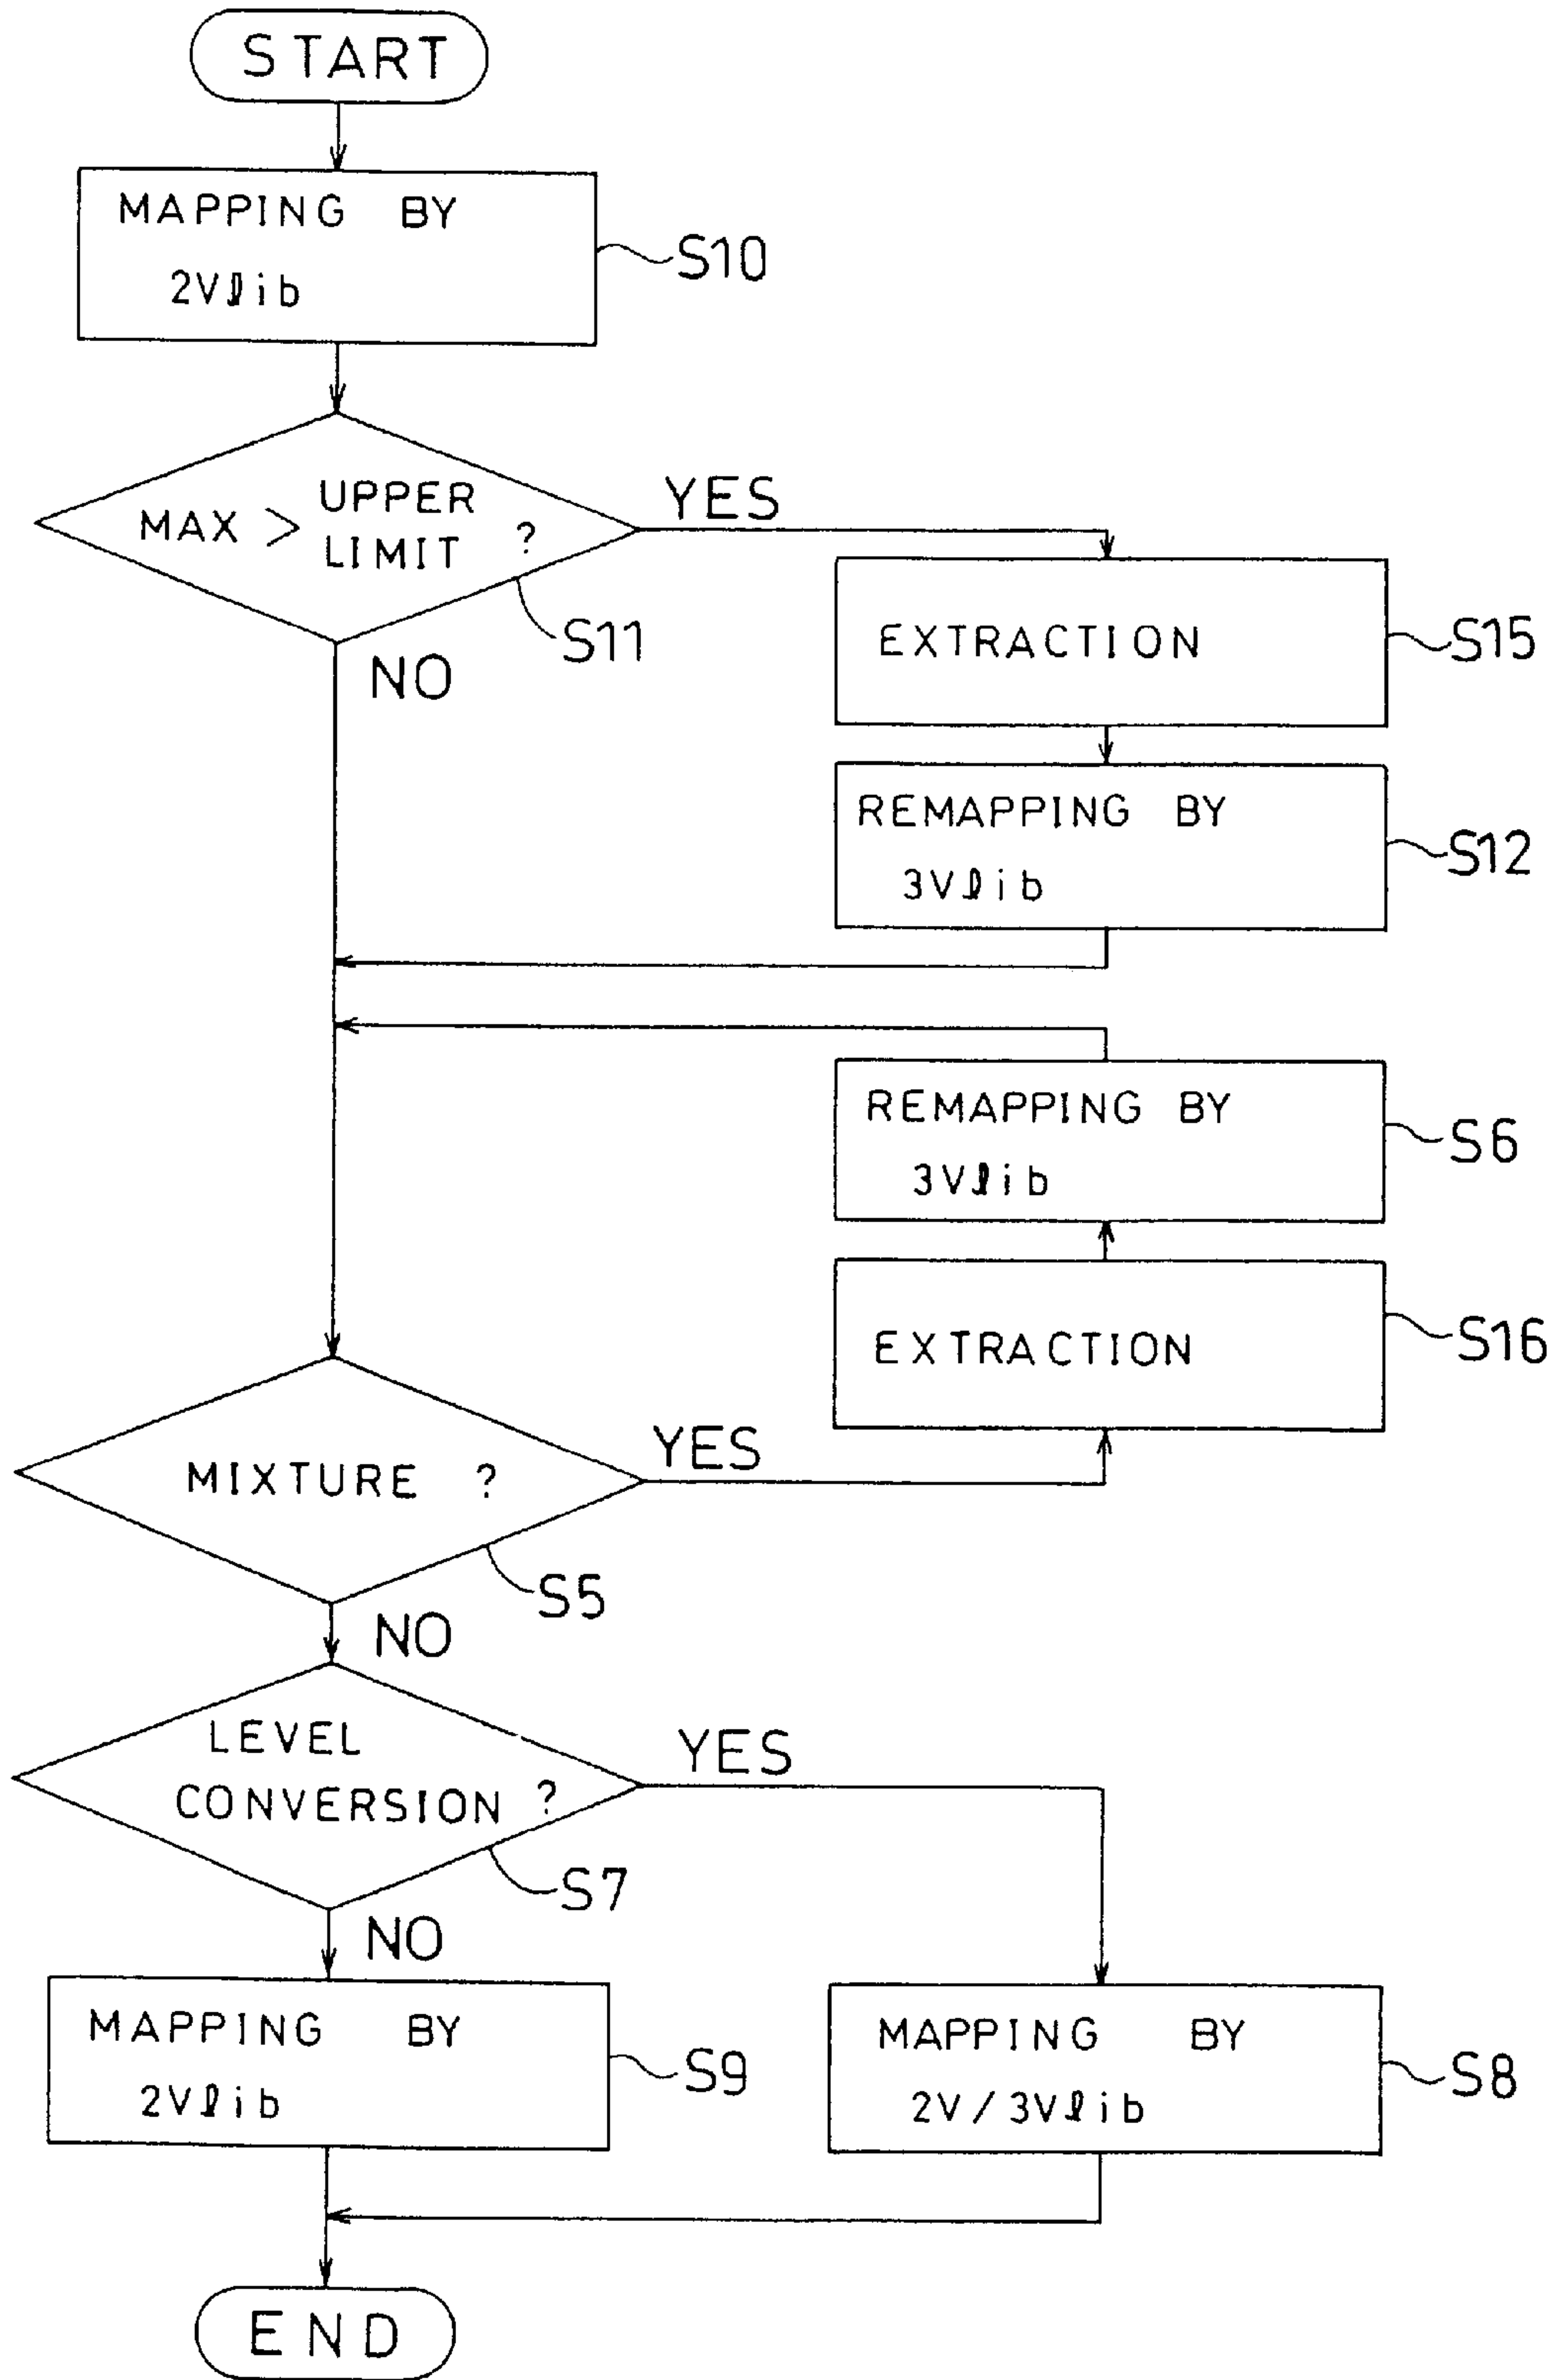 START
MAPPING BY
2Vlib
S10
MAX > UPPER
LIMIT ?
YES
S11
NO
EXTRACTION
S15
REMAPPING BY
3Vlib
S12
REMAPPING BY
3Vlib
S6
EXTRACTION
S16
MIXTURE ?
YES
S5
NO
LEVEL
CONVERSION ?
YES
S7
NO
MAPPING BY
2Vlib
S9
MAPPING BY
2V/3Vlib
S8
END